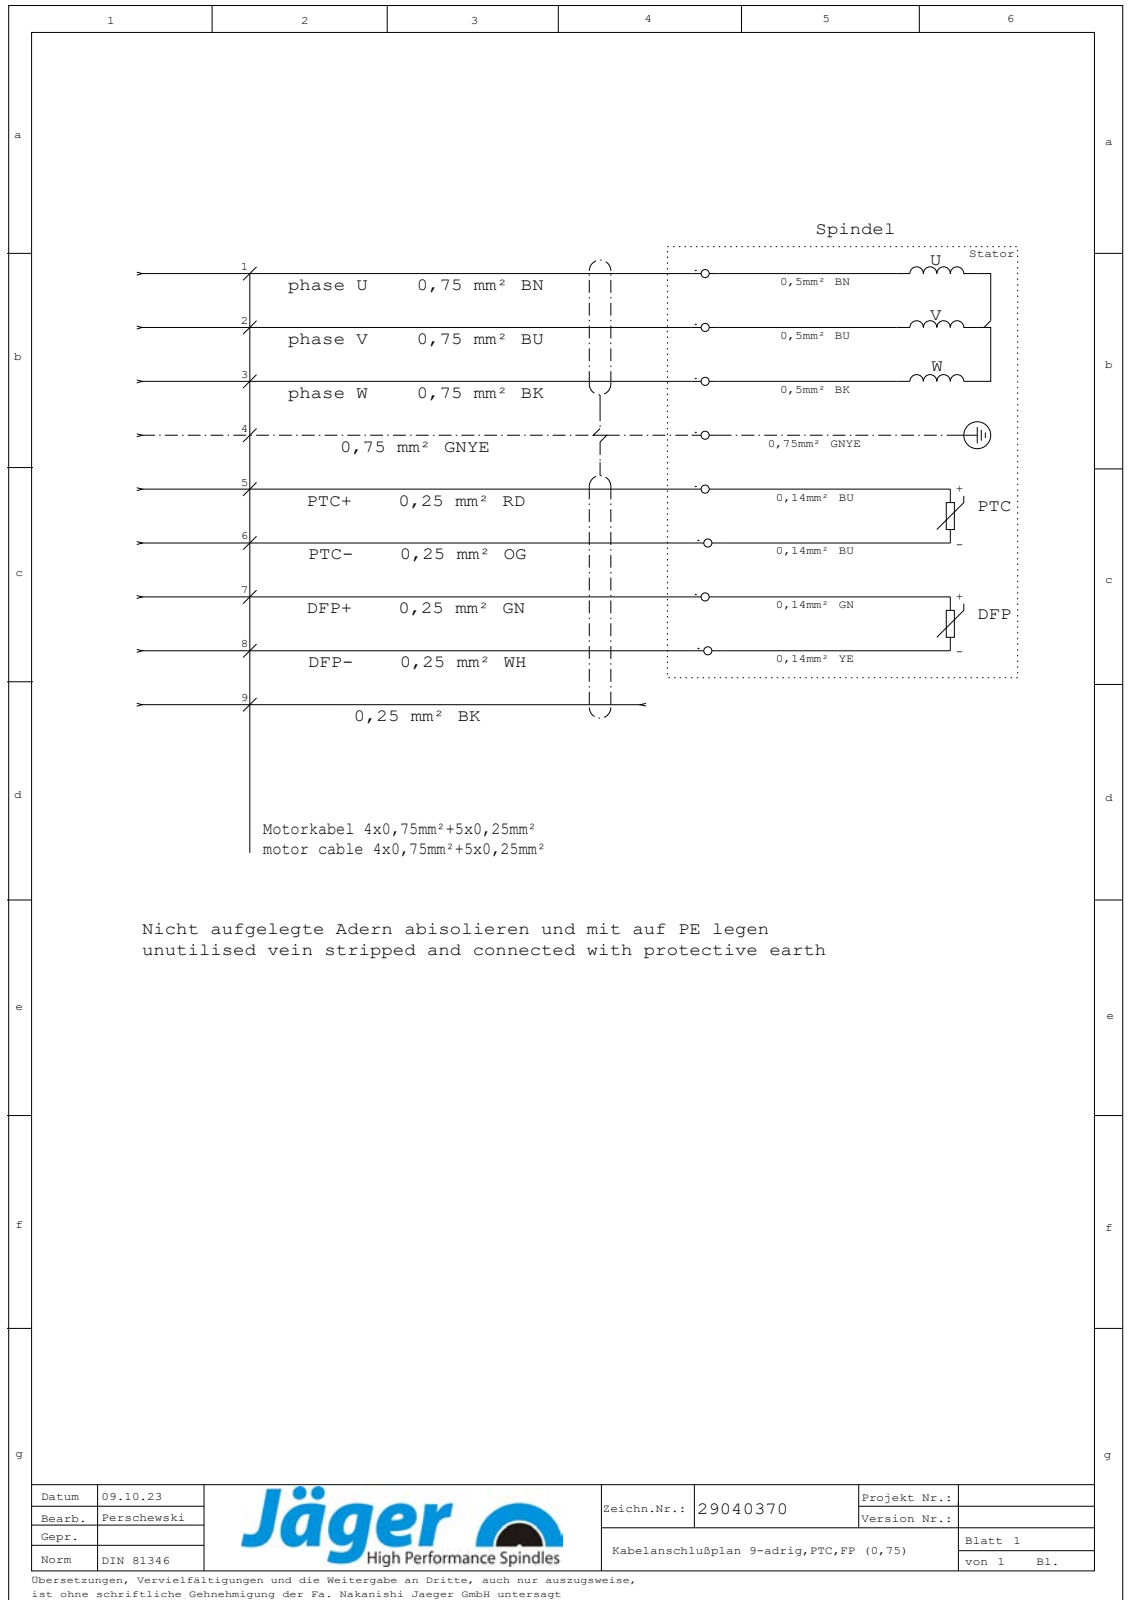 1 2 3 4 5 6
a a
Spindel
Stator
1 U
phase U 0,75 mm² BN 0,5mm² BN
2 V
phase V 0,75 mm² BU 0,5mm² BU
b b
3 W
phase W 0,75 mm² BK 0,5mm² BK
4
0,75 mm² GNYE 0,75mm² GNYE
5 +
PTC+ 0,25 mm² RD 0,14mm² BU PTC
6 -
PTC- 0,25 mm² OG 0,14mm² BU
c c
7 +
DFP+ 0,25 mm² GN 0,14mm² GN DFP
8 -
DFP- 0,25 mm² WH 0,14mm² YE
9
0,25 mm² BK
d d
Motorkabel 4x0,75mm²+5x0,25mm²
motor cable 4x0,75mm²+5x0,25mm²
Nicht aufgelegte Adern abisolieren und mit auf PE legen
unutilised vein stripped and connected with protective earth
e e
f f
g g
Datum 09.10.23
Bearb. Perschewski
Gepr.
Norm DIN 81346
Jäger
High Performance Spindles
Zeichn.Nr.: 29040370
Projekt Nr.:
Version Nr.:
Kabelanschlußplan 9-adrig,PTC,FP (0,75)
Blatt 1
von 1 Bl.
Übersetzungen, Vervielfältigungen und die Weitergabe an Dritte, auch nur auszugsweise,
ist ohne schriftliche Gehnehmigung der Fa. Nakanishi Jaeger GmbH untersagt